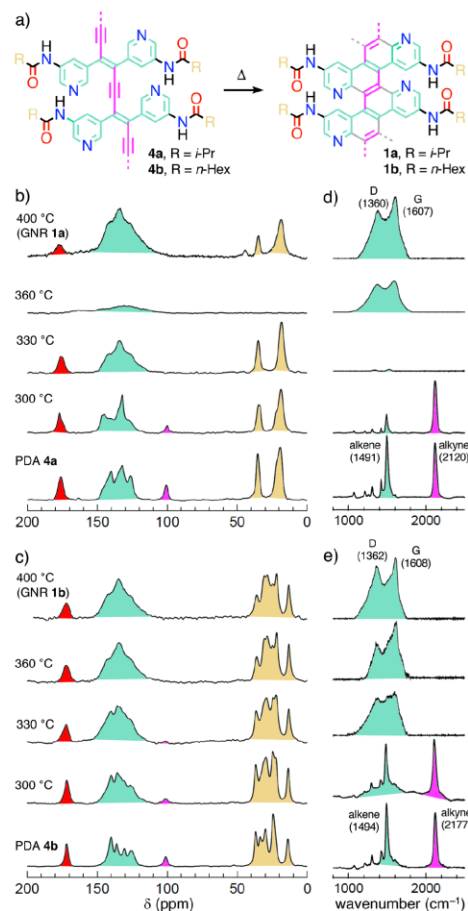 a)
R
N
H
O
N
N
H
N
O
R
R
N
H
O
N
N
H
N
O
R
4a, R = i-Pr
4b, R = n-Hex
Δ
R
N
H
O
N
N
H
N
O
R
R
N
H
O
N
N
H
N
O
R
1a, R = i-Pr
1b, R = n-Hex
b)
400 °C
(GNR 1a)
360 °C
330 °C
300 °C
PDA 4a
200 150 100 50 0
d)
D
(1360)
G
(1607)
alkene
(1491)
alkyne
(2120)
1000 2000
c)
400 °C
(GNR 1b)
360 °C
330 °C
300 °C
PDA 4b
200 150 100 50 0
δ (ppm)
e)
D
(1362)
G
(1608)
alkene
(1494)
alkyne
(2177)
1000 2000
wavenumber (cm⁻¹)